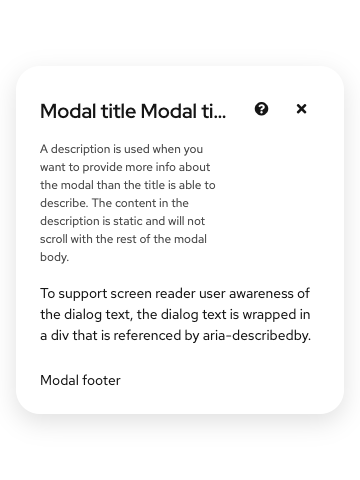 Modal title Modal ti...
A description is used when you
want to provide more info about
the modal than the title is able to
describe. The content in the
description is static and will not
scroll with the rest of the modal
body.
To support screen reader user awareness of
the dialog text, the dialog text is wrapped in
a div that is referenced by aria-describedby.
Modal footer